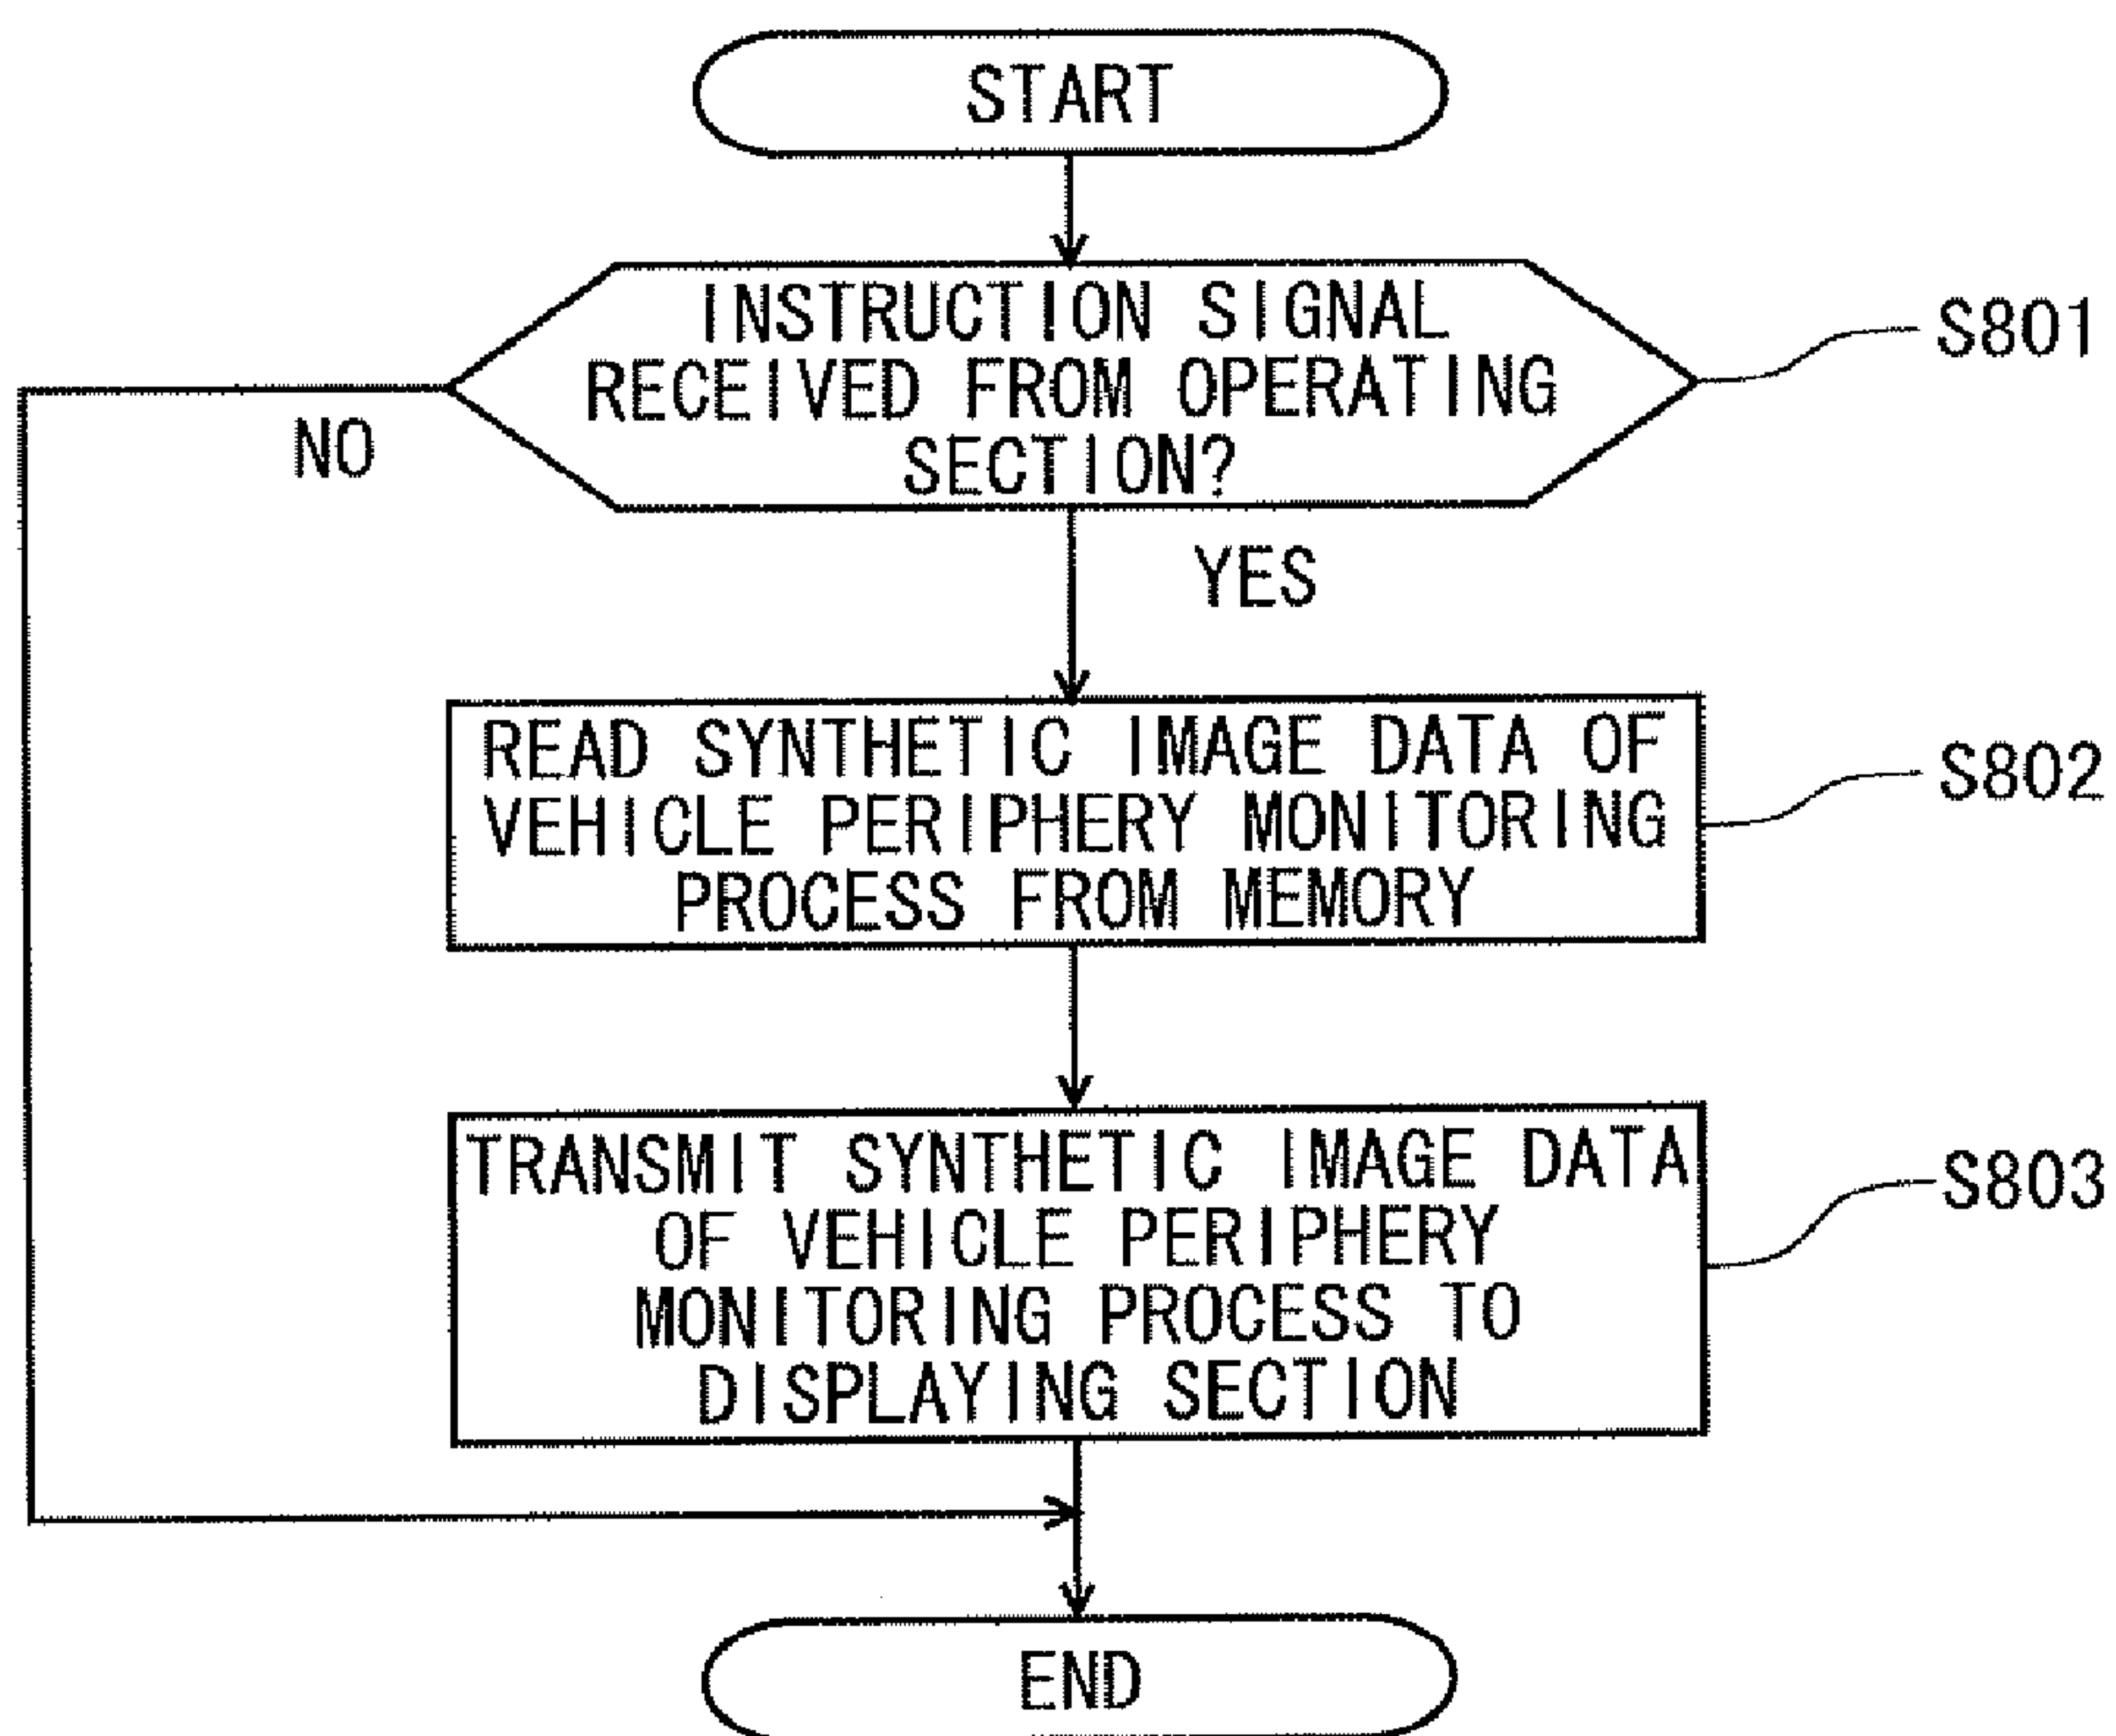 START
INSTRUCTION SIGNAL
RECEIVED FROM OPERATING
SECTION?
S801
NO
YES
READ SYNTHETIC IMAGE DATA OF
VEHICLE PERIPHERY MONITORING
PROCESS FROM MEMORY
S802
TRANSMIT SYNTHETIC IMAGE DATA
OF VEHICLE PERIPHERY
MONITORING PROCESS TO
DISPLAYING SECTION
S803
END